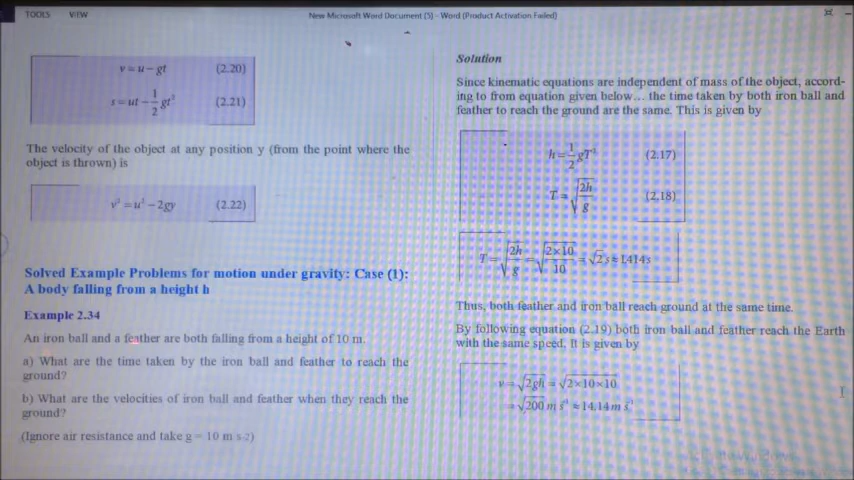 TOOLS VIEW
New Microsoft Word Document (5) - Word (Product Activation Failed)
v = u − gt (2.20)
s = ut − 1/2 gt² (2.21)
The velocity of the object at any position y (from the point where the
object is thrown) is
v² = u² − 2gy (2.22)
Solved Example Problems for motion under gravity: Case (1):
A body falling from a height h
Example 2.34
An iron ball and a feather are both falling from a height of 10 m.
a) What are the time taken by the iron ball and feather to reach the
ground?
b) What are the velocities of iron ball and feather when they reach the
ground?
(Ignore air resistance and take g = 10 m s-2)
Solution
Since kinematic equations are independent of mass of the object, accord-
ing to from equation given below… the time taken by both iron ball and
feather to reach the ground are the same. This is given by
h = 1/2 gT² (2.17)
T = √(2h/g) (2.18)
T = √(2h/g) = √(2×10/10) = √2 s ≈ 1.414s
Thus, both feather and iron ball reach ground at the same time.
By following equation (2.19) both iron ball and feather reach the Earth
with the same speed. It is given by
v = √2gh = √2×10×10
= √200 m s⁻¹ ≈ 14.14 m s⁻¹
Activate Windows